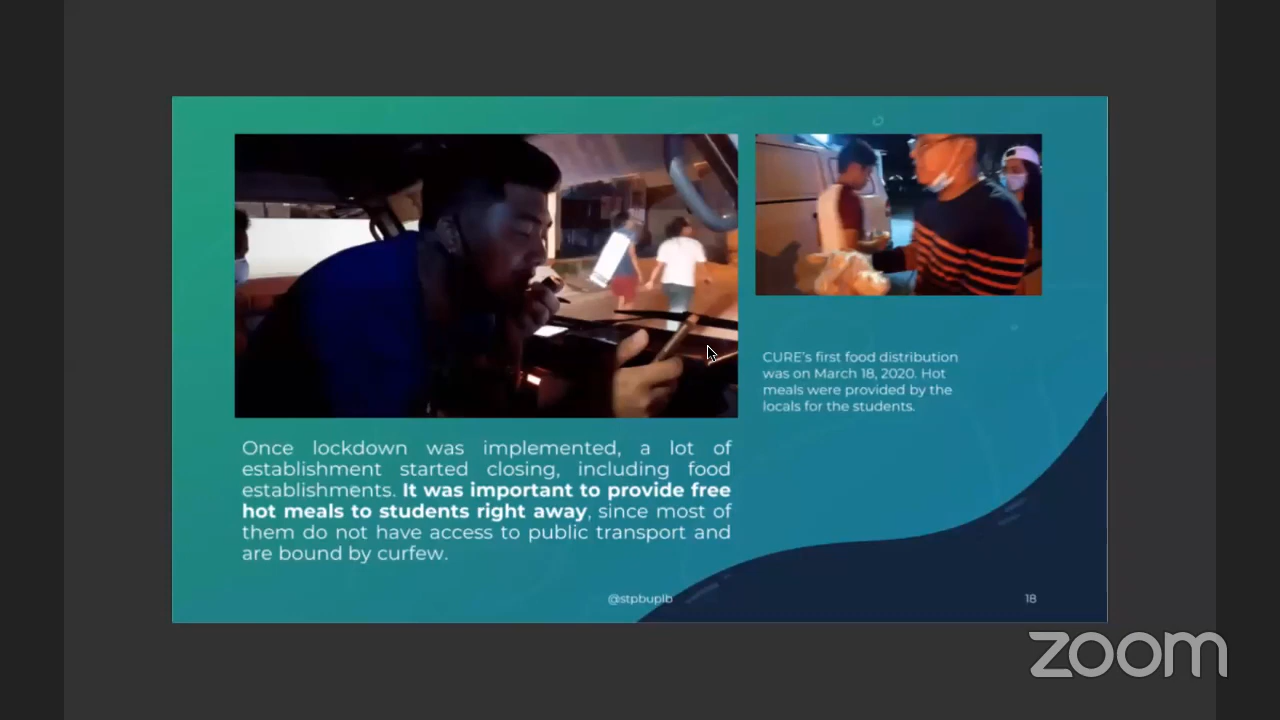 CURE's first food distribution
was on March 18, 2020. Hot
meals were provided by the
locals for the students.
Once lockdown was implemented, a lot of
establishment started closing, including food
establishments. It was important to provide free
hot meals to students right away, since most of
them do not have access to public transport and
are bound by curfew.
@stpbuplb
18
zoom